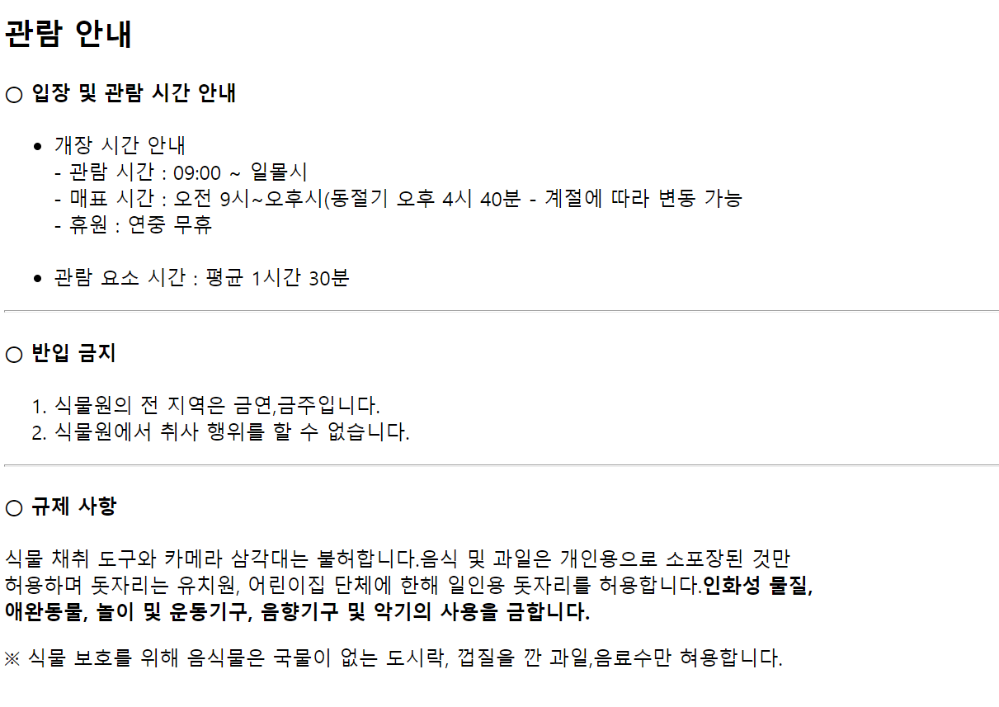 관람 안내
○ 입장 및 관람 시간 안내
• 개장 시간 안내
- 관람 시간 : 09:00 ~ 일몰시
- 매표 시간 : 오전 9시~오후시(동절기 오후 4시 40분 - 계절에 따라 변동 가능
- 휴원 : 연중 무휴
• 관람 요소 시간 : 평균 1시간 30분
○ 반입 금지
1. 식물원의 전 지역은 금연,금주입니다.
2. 식물원에서 취사 행위를 할 수 없습니다.
○ 규제 사항
식물 채취 도구와 카메라 삼각대는 불허합니다.음식 및 과일은 개인용으로 소포장된 것만
허용하며 돗자리는 유치원, 어린이집 단체에 한해 일인용 돗자리를 허용합니다.인화성 물질,
애완동물, 놀이 및 운동기구, 음향기구 및 악기의 사용을 금합니다.
※ 식물 보호를 위해 음식물은 국물이 없는 도시락, 껍질을 깐 과일,음료수만 혀용합니다.